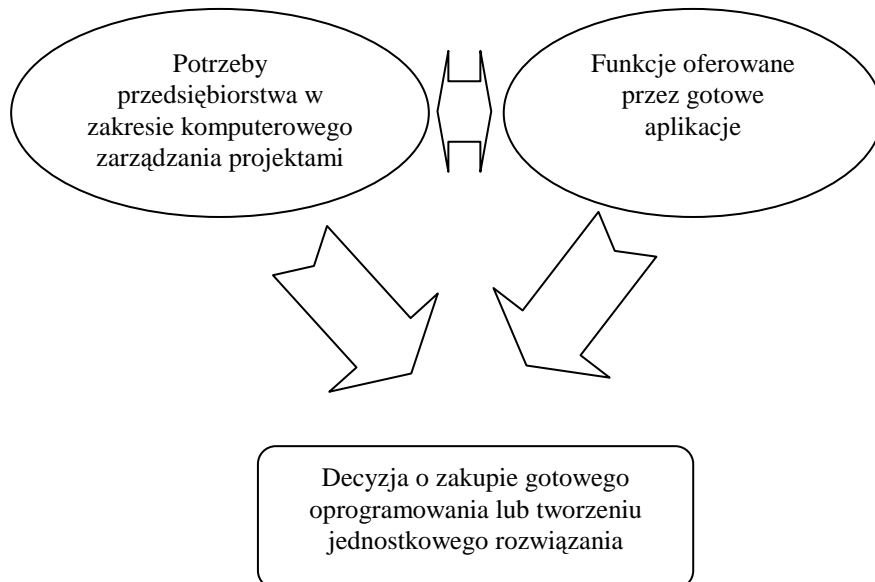 Potrzeby
przedsiębiorstwa w
zakresie komputerowego
zarządzania projektami
Funkcje oferowane
przez gotowe
aplikacje
Decyzja o zakupie gotowego
oprogramowania lub tworzeniu
jednostkowego rozwiązania